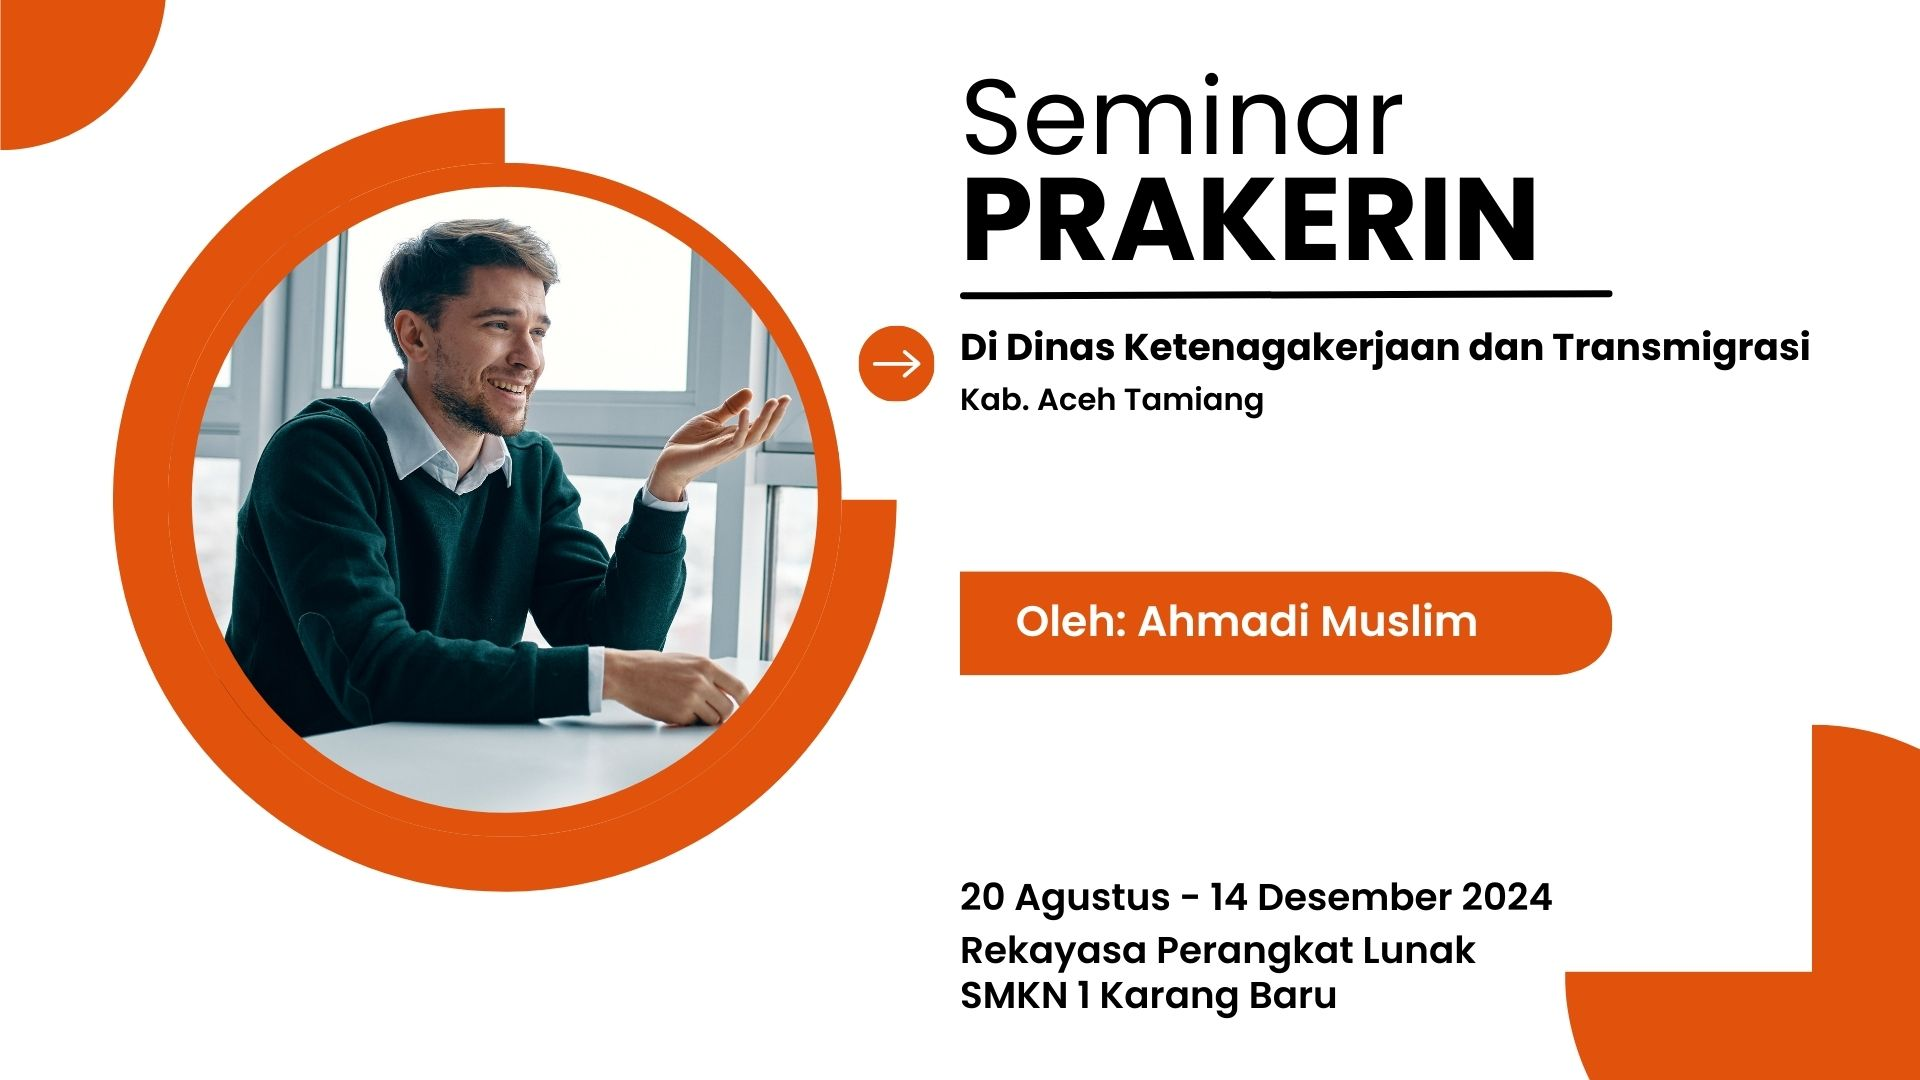 Seminar
PRAKERIN
Di Dinas Ketenagakerjaan dan Transmigrasi
Kab. Aceh Tamiang
Oleh: Ahmadi Muslim
20 Agustus - 14 Desember 2024
Rekayasa Perangkat Lunak
SMKN 1 Karang Baru